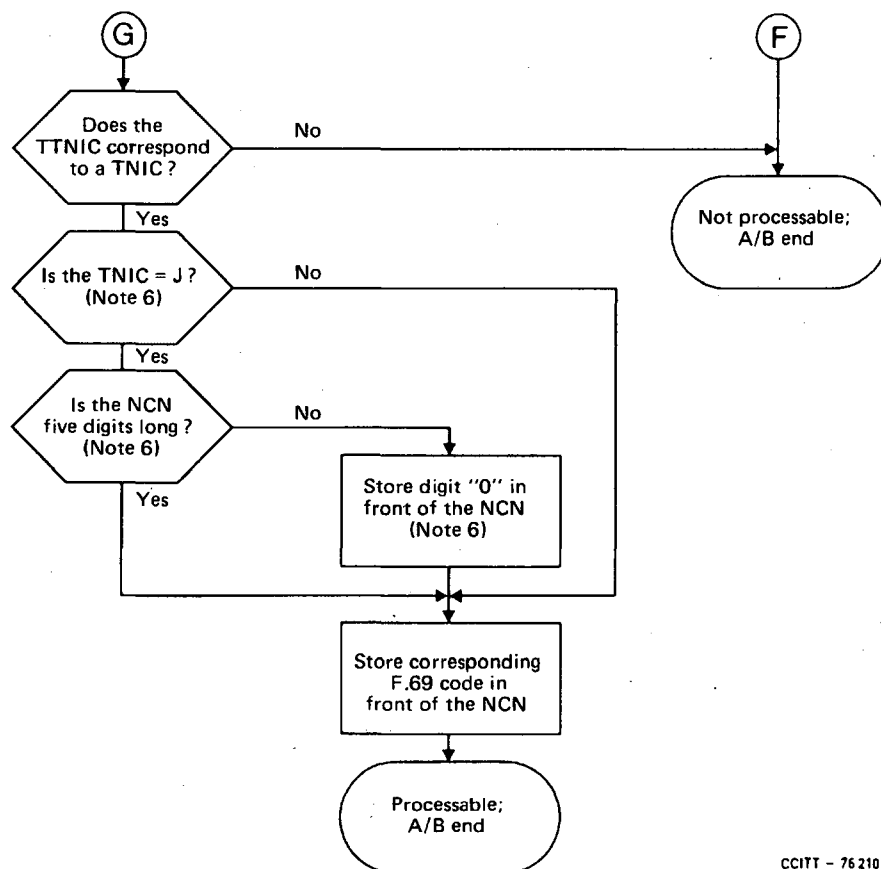 G
F
Does the
TTNIC correspond
to a TNIC?
No
Not processable;
A/B end
Yes
Is the TNIC = J?
(Note 6)
No
Yes
Is the NCN
five digits long?
(Note 6)
No
Yes
Store digit "0" in
front of the NCN
(Note 6)
Store corresponding
F.69 code in
front of the NCN
Processable;
A/B end
CCITT - 76210